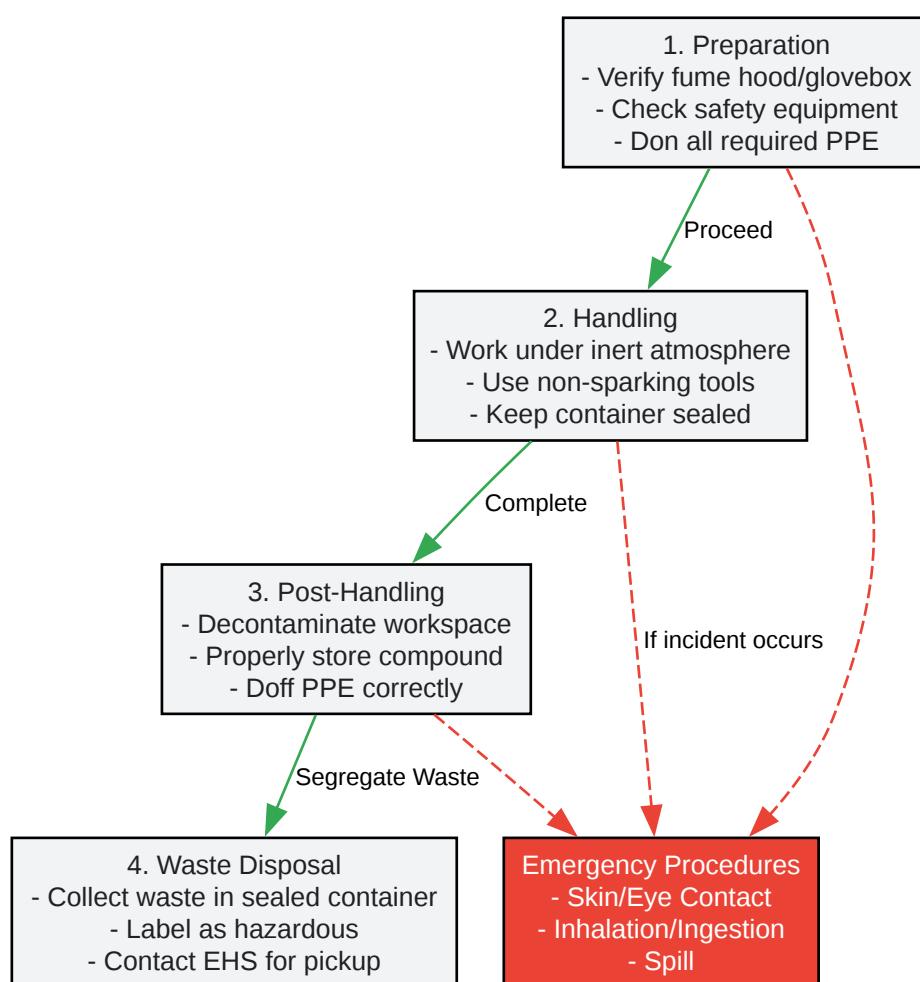 1. Preparation
- Verify fume hood/glovebox
- Check safety equipment
- Don all required PPE
Proceed
2. Handling
- Work under inert atmosphere
- Use non-sparking tools
- Keep container sealed
Complete
3. Post-Handling
- Decontaminate workspace
- Properly store compound
- Doff PPE correctly
If incident occurs
Segregate Waste
4. Waste Disposal
- Collect waste in sealed container
- Label as hazardous
- Contact EHS for pickup
Emergency Procedures
- Skin/Eye Contact
- Inhalation/Ingestion
- Spill